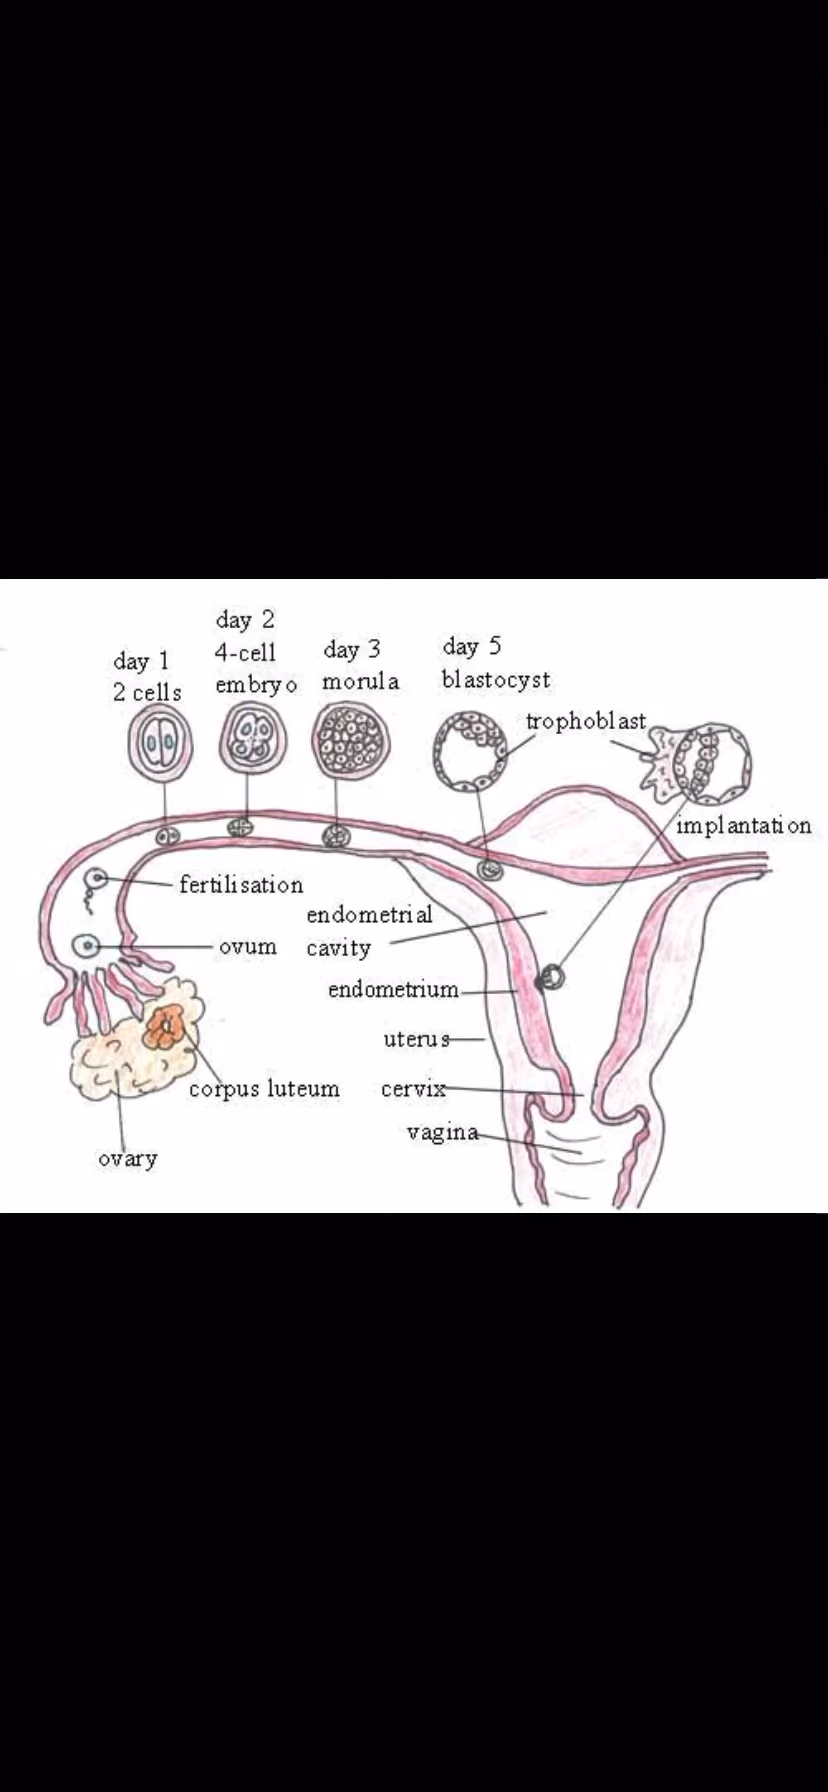 day 1
2 cells
day 2
4-cell
embryo
day 3
morula
day 5
blastocyst
trophoblast
implantation
fertilisation
ovum
endometrial
cavity
endometrium
uterus
cervix
vagina
corpus luteum
ovary